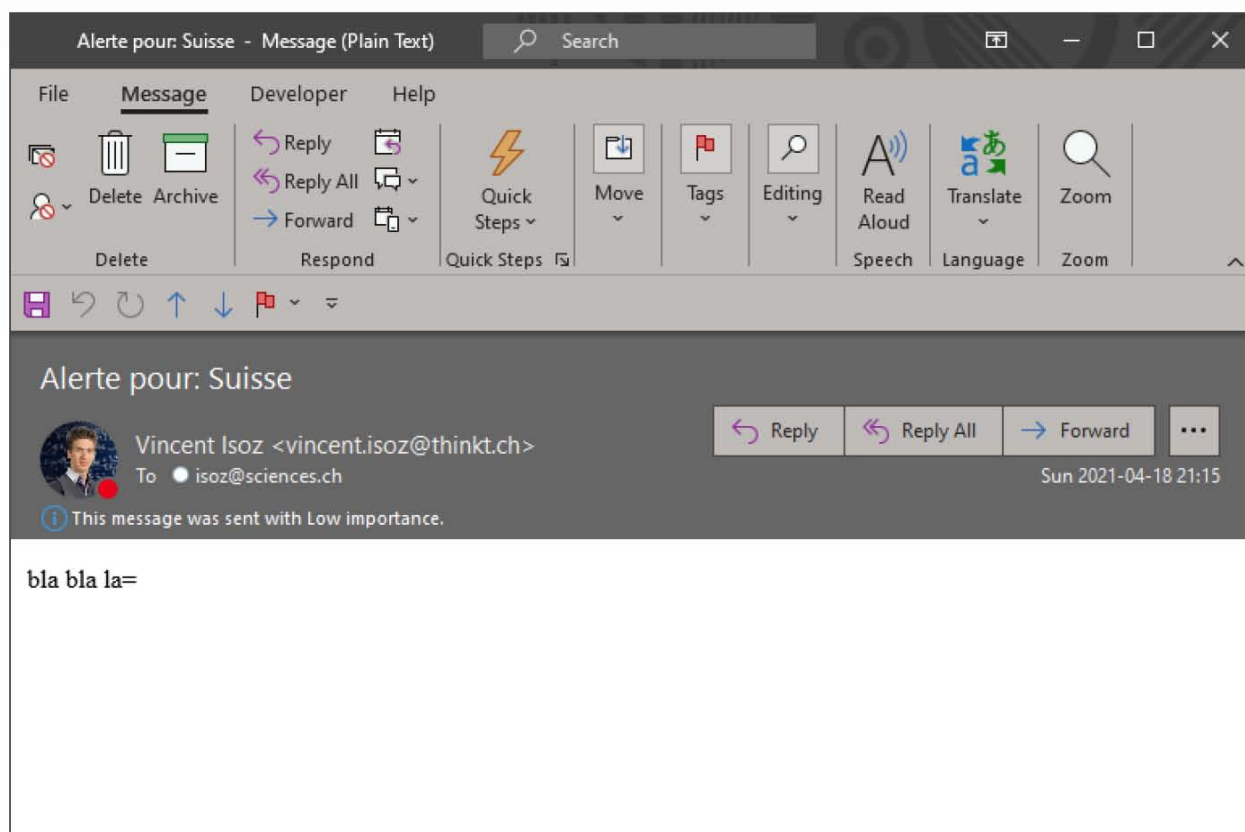 Alerte pour: Suisse - Message (Plain Text)
Search
File Message Developer Help
Delete
Archive
Reply
Reply All
Forward
Quick Steps
Move
Tags
Editing
Read Aloud
Translate
Zoom
Delete
Respond
Quick Steps
Speech
Language
Zoom
Alerte pour: Suisse
Vincent Isoz <vincent.isoz@thinkt.ch>
To isoz@sciences.ch
Reply
Reply All
Forward
Sun 2021-04-18 21:15
This message was sent with Low importance.
bla bla la=